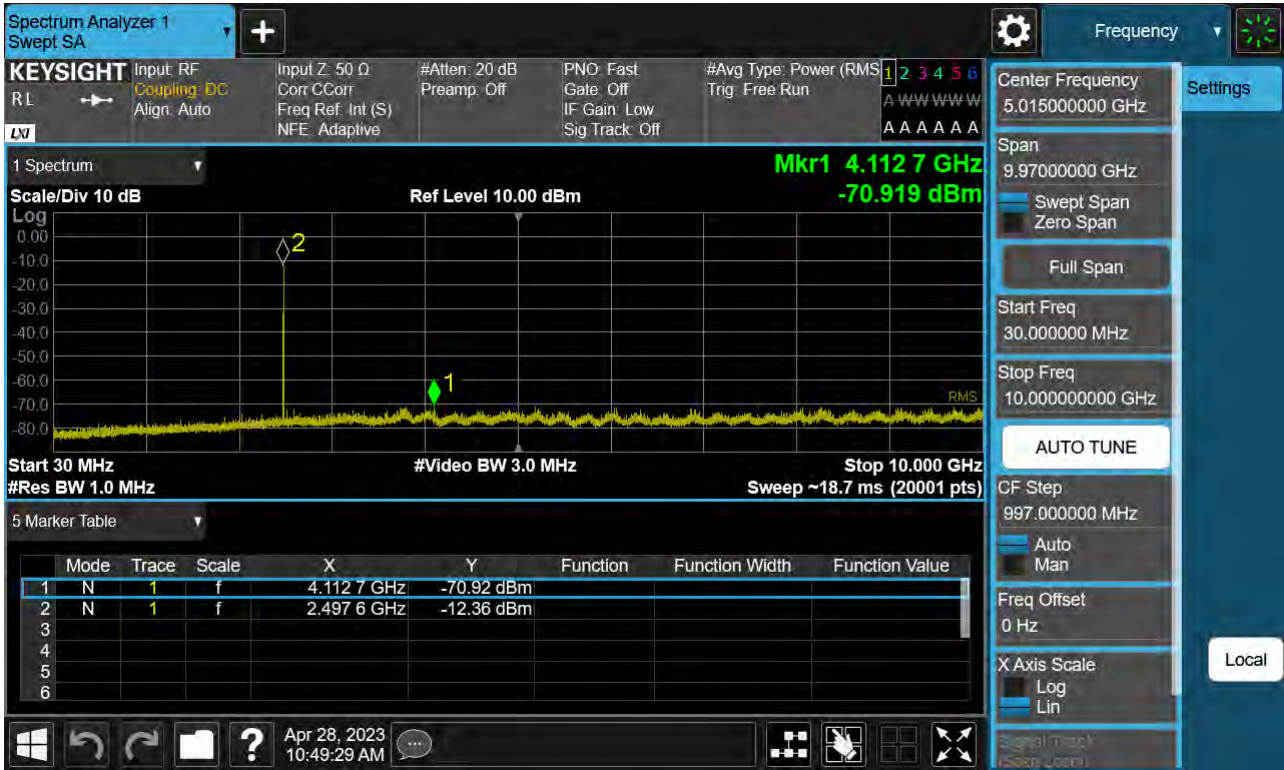 Spectrum Analyzer 1
Swept SA
+
Frequency
KEYSIGHT
RL
LXI
Input: RF
Coupling: DC
Align: Auto
Input Z: 50 Ω
Corr CCorr
Freq Ref: Int (S)
NFE: Adaptive
#Atten: 20 dB
Preamp: Off
PNO: Fast
Gate: Off
IF Gain: Low
Sig Track: Off
#Avg Type: Power (RMS
Trig: Free Run
1 2 3 4 5 6
A W W W W W
A A A A A A
1 Spectrum
Mkr1 4.112 7 GHz
Scale/Div 10 dB
Ref Level 10.00 dBm
-70.919 dBm
Log
0.00
-10.0
-20.0
-30.0
-40.0
-50.0
-60.0
-70.0
-80.0
2
1
RMS
Start 30 MHz
#Video BW 3.0 MHz
Stop 10.000 GHz
#Res BW 1.0 MHz
Sweep ~18.7 ms (20001 pts)
5 Marker Table
Mode Trace Scale X Y Function Function Width Function Value
1 N 1 f 4.112 7 GHz -70.92 dBm
2 N 1 f 2.497 6 GHz -12.36 dBm
3
4
5
6
?
Apr 28, 2023
10:49:29 AM
Center Frequency
5.015000000 GHz
Settings
Span
9.97000000 GHz
Swept Span
Zero Span
Full Span
Start Freq
30.000000 MHz
Stop Freq
10.000000000 GHz
AUTO TUNE
CF Step
997.000000 MHz
Auto
Man
Freq Offset
0 Hz
X Axis Scale
Log
Lin
Signal Track
(Span Zoom)
Local